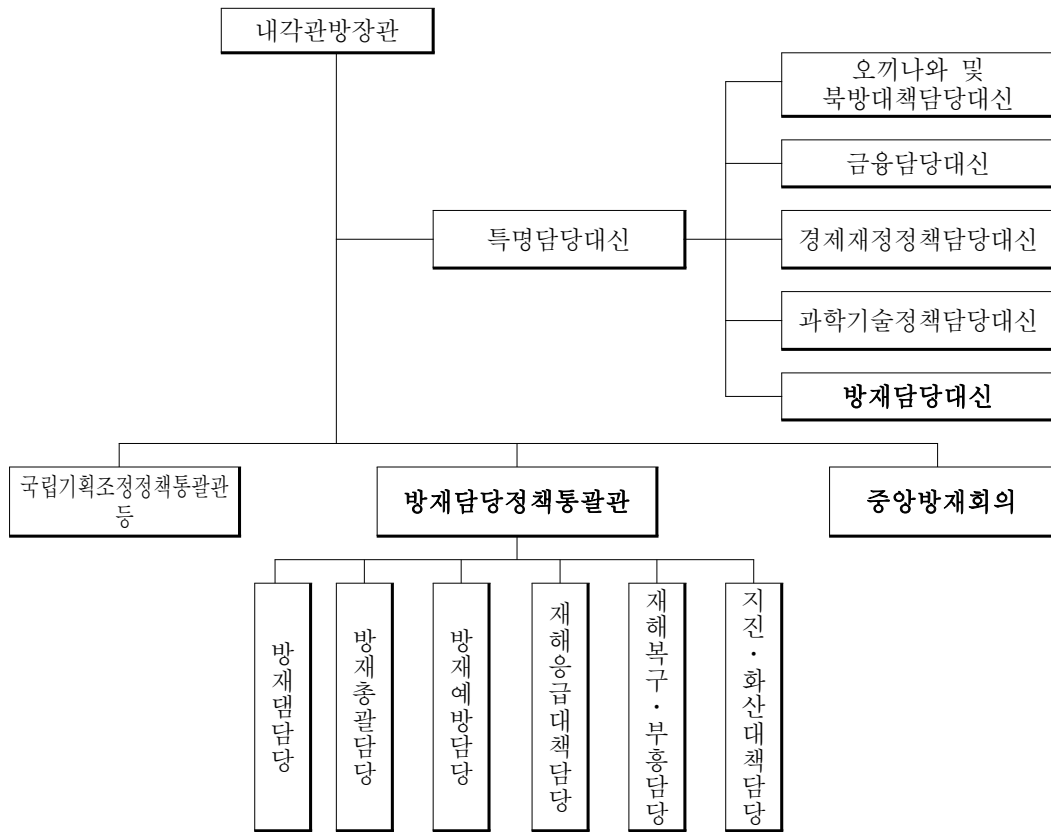 내각관방장관
오끼나와 및
북방대책담당대신
금융담당대신
특명담당대신
경제재정정책담당대신
과학기술정책담당대신
방재담당대신
국립기획조정정책통괄관
등
방재담당정책통괄관
중앙방재회의
방재댐담당
방재총괄담당
방재예방담당
재해응급대책담당
재해복구·부흥담당
지진·화산대책담당